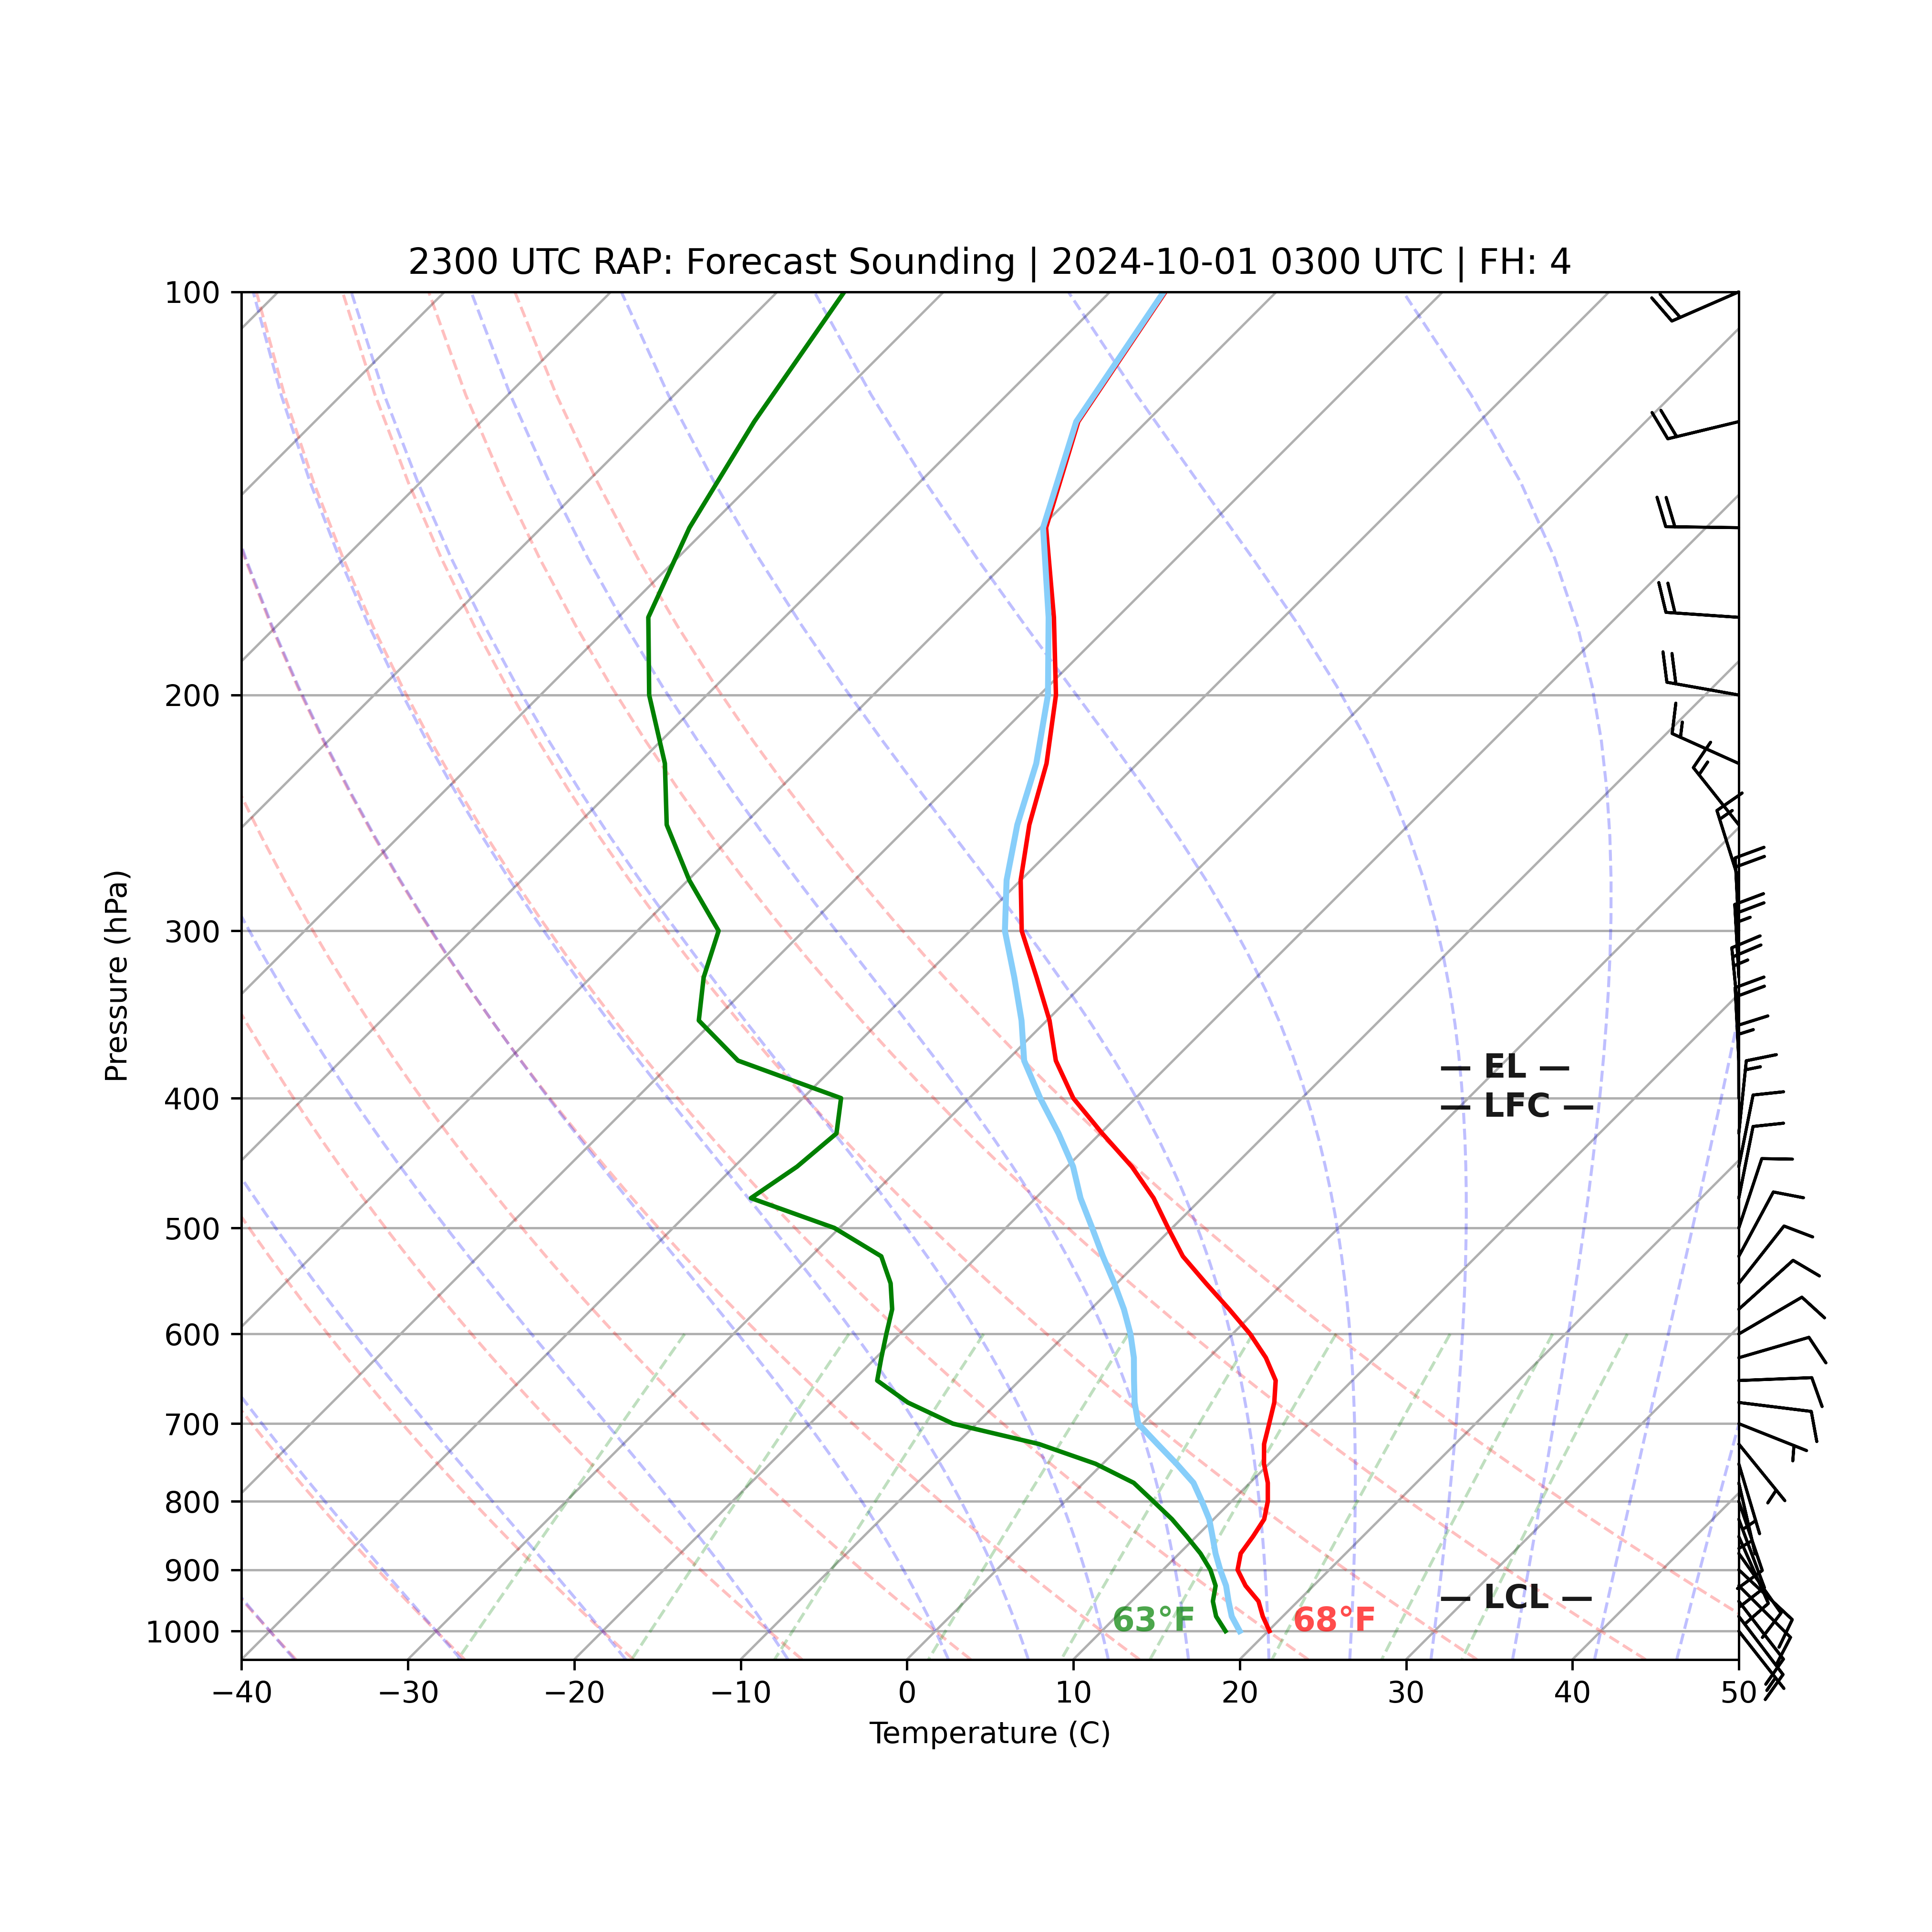 2300 UTC RAP: Forecast Sounding | 2024-10-01 0300 UTC | FH: 4
100
200
300
Pressure (hPa)
— EL —
400
— LFC —
500
600
700
800
900
— LCL —
63°F 68°F
1000
−40 −30 −20 −10 0 10 20 30 40 50
Temperature (C)